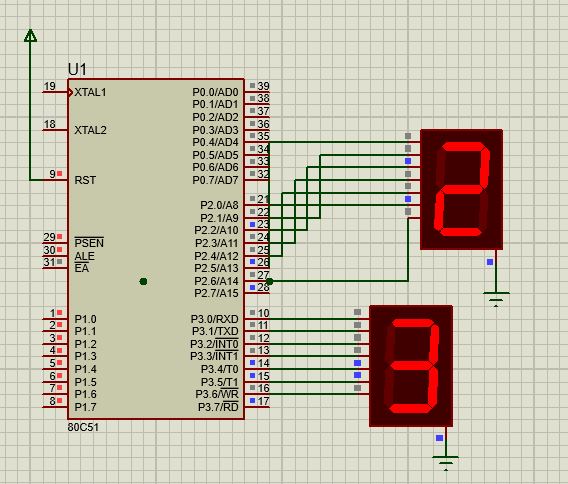 U1
19 XTAL1 P0.0/AD0 39
P0.1/AD1 38
P0.2/AD2 37
18 XTAL2 P0.3/AD3 36
P0.4/AD4 35
P0.5/AD5 34
P0.6/AD6 33
9 RST P0.7/AD7 32
P2.0/A8 21
P2.1/A9 22
P2.2/A10 23
29 PSEN P2.3/A11 24
30 ALE P2.4/A12 25
31 EA P2.5/A13 26
P2.6/A14 27
P2.7/A15 28
1 P1.0 P3.0/RXD 10
2 P1.1 P3.1/TXD 11
3 P1.2 P3.2/INT0 12
4 P1.3 P3.3/INT1 13
5 P1.4 P3.4/T0 14
6 P1.5 P3.5/T1 15
7 P1.6 P3.6/WR 16
8 P1.7 P3.7/RD 17
80C51
2
3